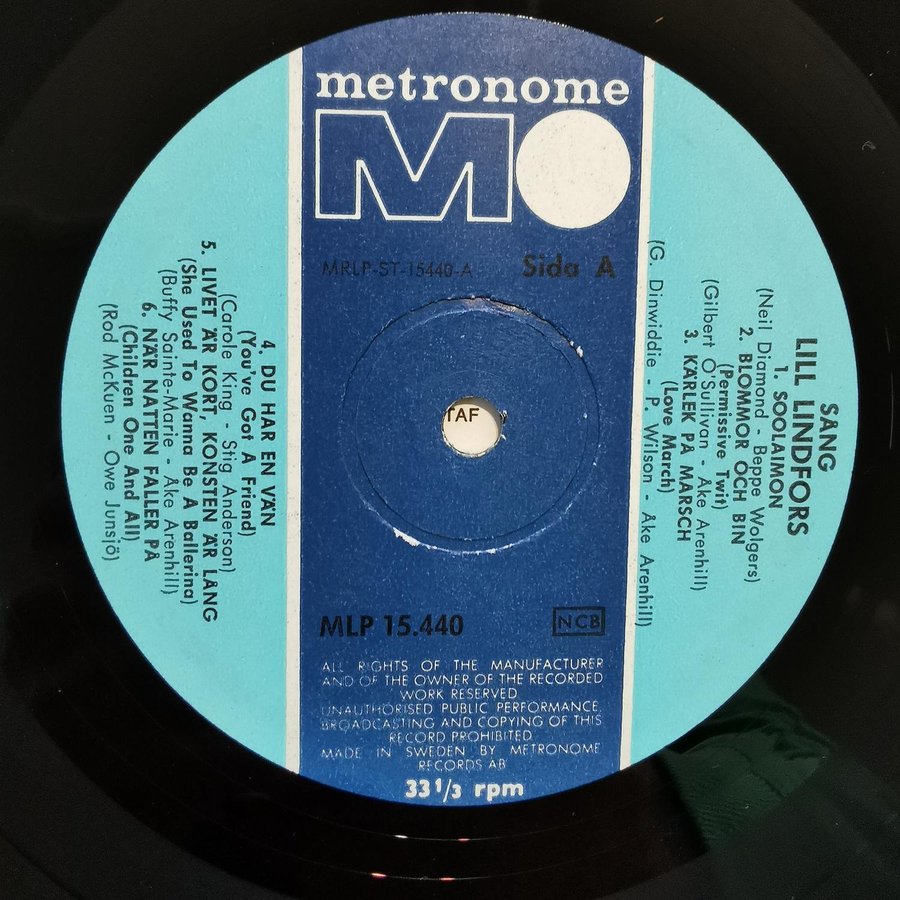 metronome
MRLP-ST-15440-A Sida A
SÅNG
LILL LINDFORS
1. SOOLAIMON
(Neil Diamond - Beppe Wolgers)
2. BLOMMOR OCH BIN
(Permissive Twit)
(Gilbert O'Sullivan - Åke Arenhill)
3. KÄRLEK PÅ MARSCH
(Love March)
(G. Dinwiddie - P. Wilson - Åke Arenhill)
4. DU HAR EN VÄN
(You've Got A Friend)
(Carole King - Stig Anderson)
5. LIVET ÄR KORT, KONSTEN ÄR LÅNG
(She Used To Wanna Be A Ballerina)
(Buffy Sainte-Marie - Åke Arenhill)
6. NÄR NATTEN FALLER PÅ
(Children One And All)
(Rod McKuen - Owe Junsjö)
TAF
MLP 15.440 NCB
ALL RIGHTS OF THE MANUFACTURER
AND OF THE OWNER OF THE RECORDED
WORK RESERVED.
UNAUTHORISED PUBLIC PERFORMANCE,
BROADCASTING AND COPYING OF THIS
RECORD PROHIBITED.
MADE IN SWEDEN BY METRONOME
RECORDS AB
33 1/3 rpm